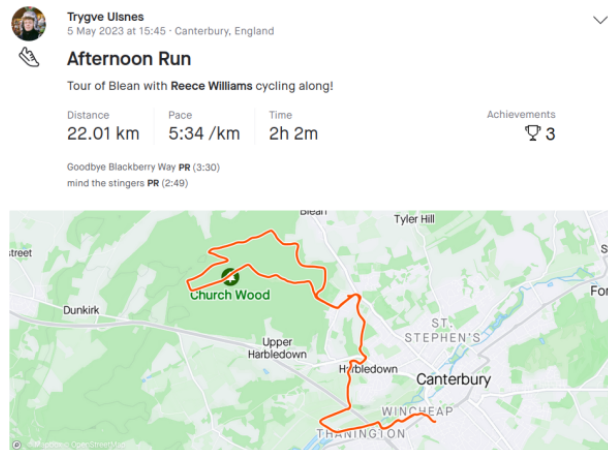 Trygve Ulsnes
5 May 2023 at 15:45 · Canterbury, England
Afternoon Run
Tour of Blean with Reece Williams cycling along!
Distance
Pace
Time
Achievements
22.01 km
5:34 /km
2h 2m
3
Goodbye Blackberry Way PR (3:30)
mind the stingers PR (2:49)
Blean
Tyler Hill
treet
Church Wood
Dunkirk
Upper
Harbledown
ST.
STEPHEN'S
Harbledown
Canterbury
WINCHEAP
THANINGTON
For
S